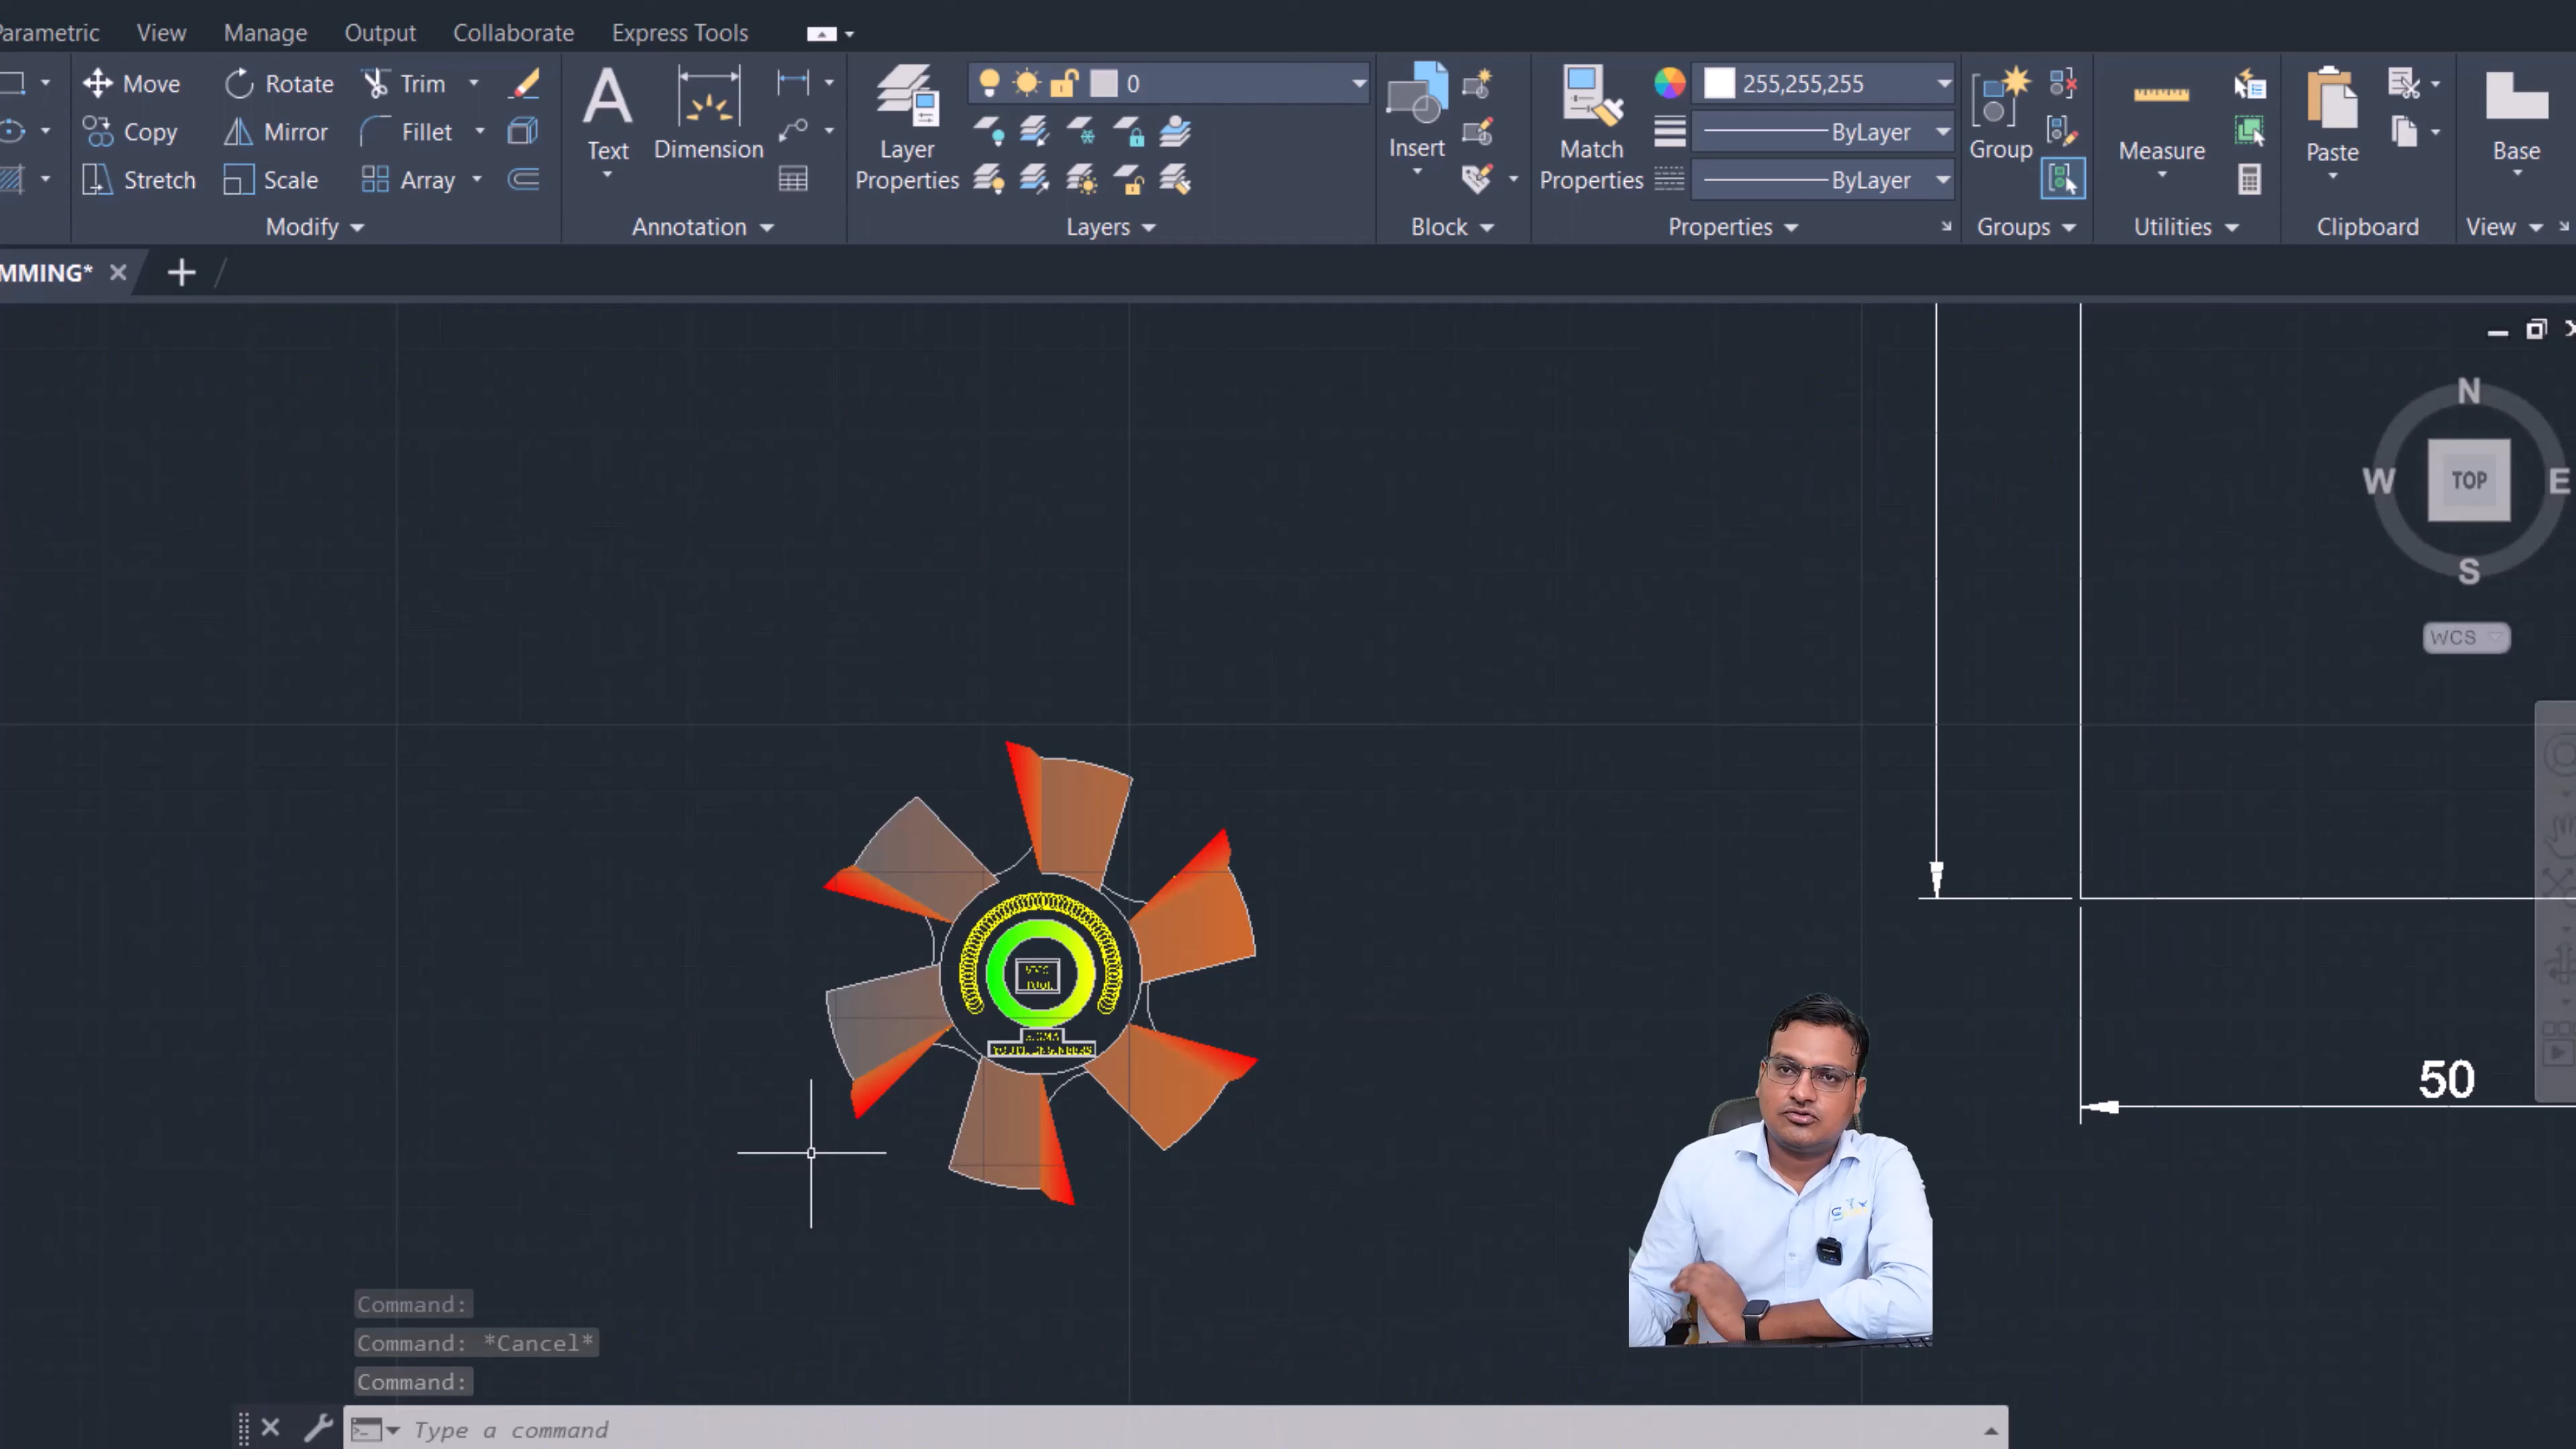 Parametric View Manage Output Collaborate Express Tools
Move Rotate Trim
Copy Mirror Fillet
Stretch Scale Array
Modify
Text Dimension
Annotation
Layer
Properties
0
Layers
Insert
Block
Match
Properties
255,255,255
ByLayer
ByLayer
Properties
Group
Groups
Measure
Utilities
Paste
Clipboard
Base
View
MMING*
N
W TOP E
S
WCS
50
Command:
Command: *Cancel*
Command:
Type a command